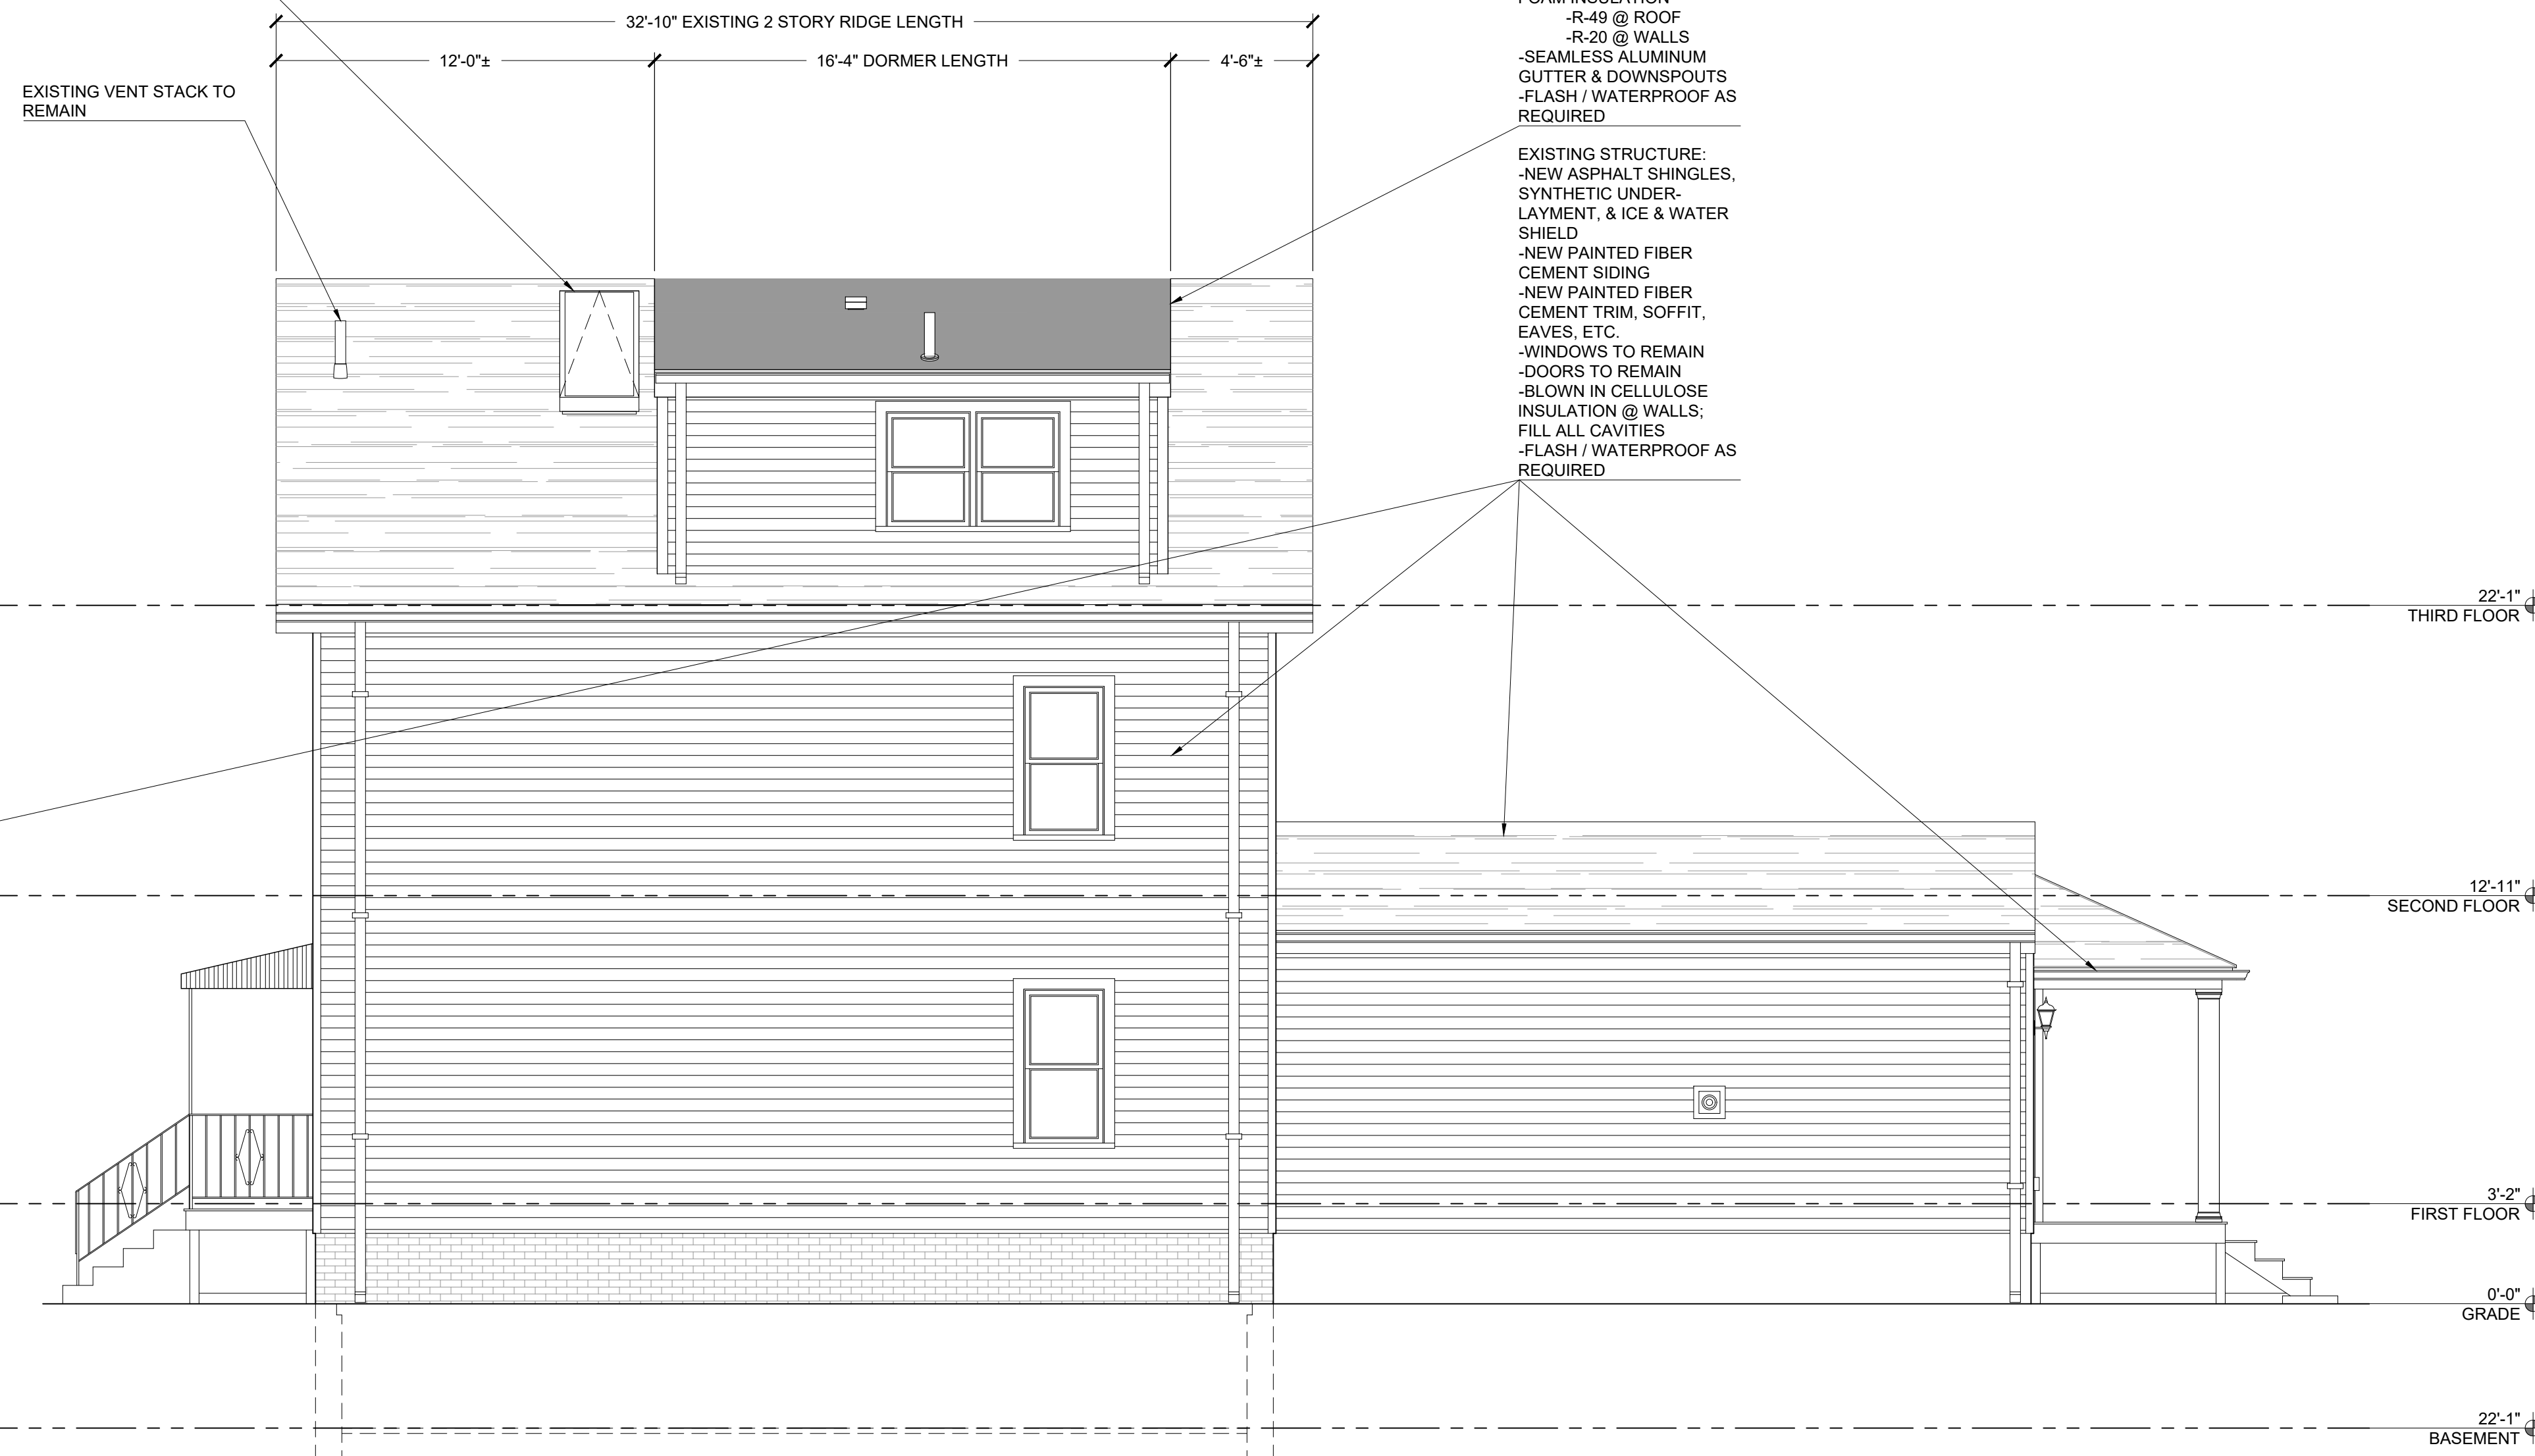 32'-10" EXISTING 2 STORY RIDGE LENGTH
12'-0"±
16'-4" DORMER LENGTH
4'-6"±
EXISTING VENT STACK TO
REMAIN
FOAM INSULATION
-R-49 @ ROOF
-R-20 @ WALLS
-SEAMLESS ALUMINUM
GUTTER & DOWNSPOUTS
-FLASH / WATERPROOF AS
REQUIRED
EXISTING STRUCTURE:
-NEW ASPHALT SHINGLES,
SYNTHETIC UNDER-
LAYMENT, & ICE & WATER
SHIELD
-NEW PAINTED FIBER
CEMENT SIDING
-NEW PAINTED FIBER
CEMENT TRIM, SOFFIT,
EAVES, ETC.
-WINDOWS TO REMAIN
-DOORS TO REMAIN
-BLOWN IN CELLULOSE
INSULATION @ WALLS;
FILL ALL CAVITIES
-FLASH / WATERPROOF AS
REQUIRED
22'-1"
THIRD FLOOR
12'-11"
SECOND FLOOR
3'-2"
FIRST FLOOR
0'-0"
GRADE
22'-1"
BASEMENT